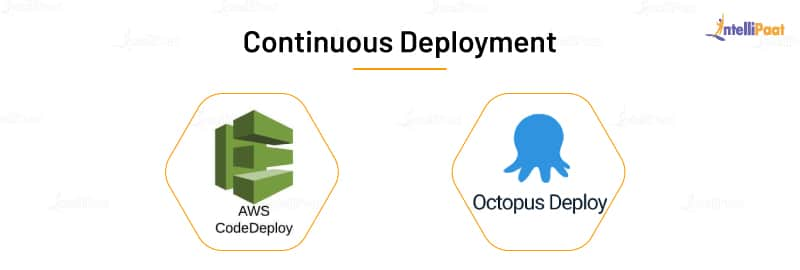 Continuous Deployment
intelliPaat
AWS
CodeDeploy
Octopus Deploy